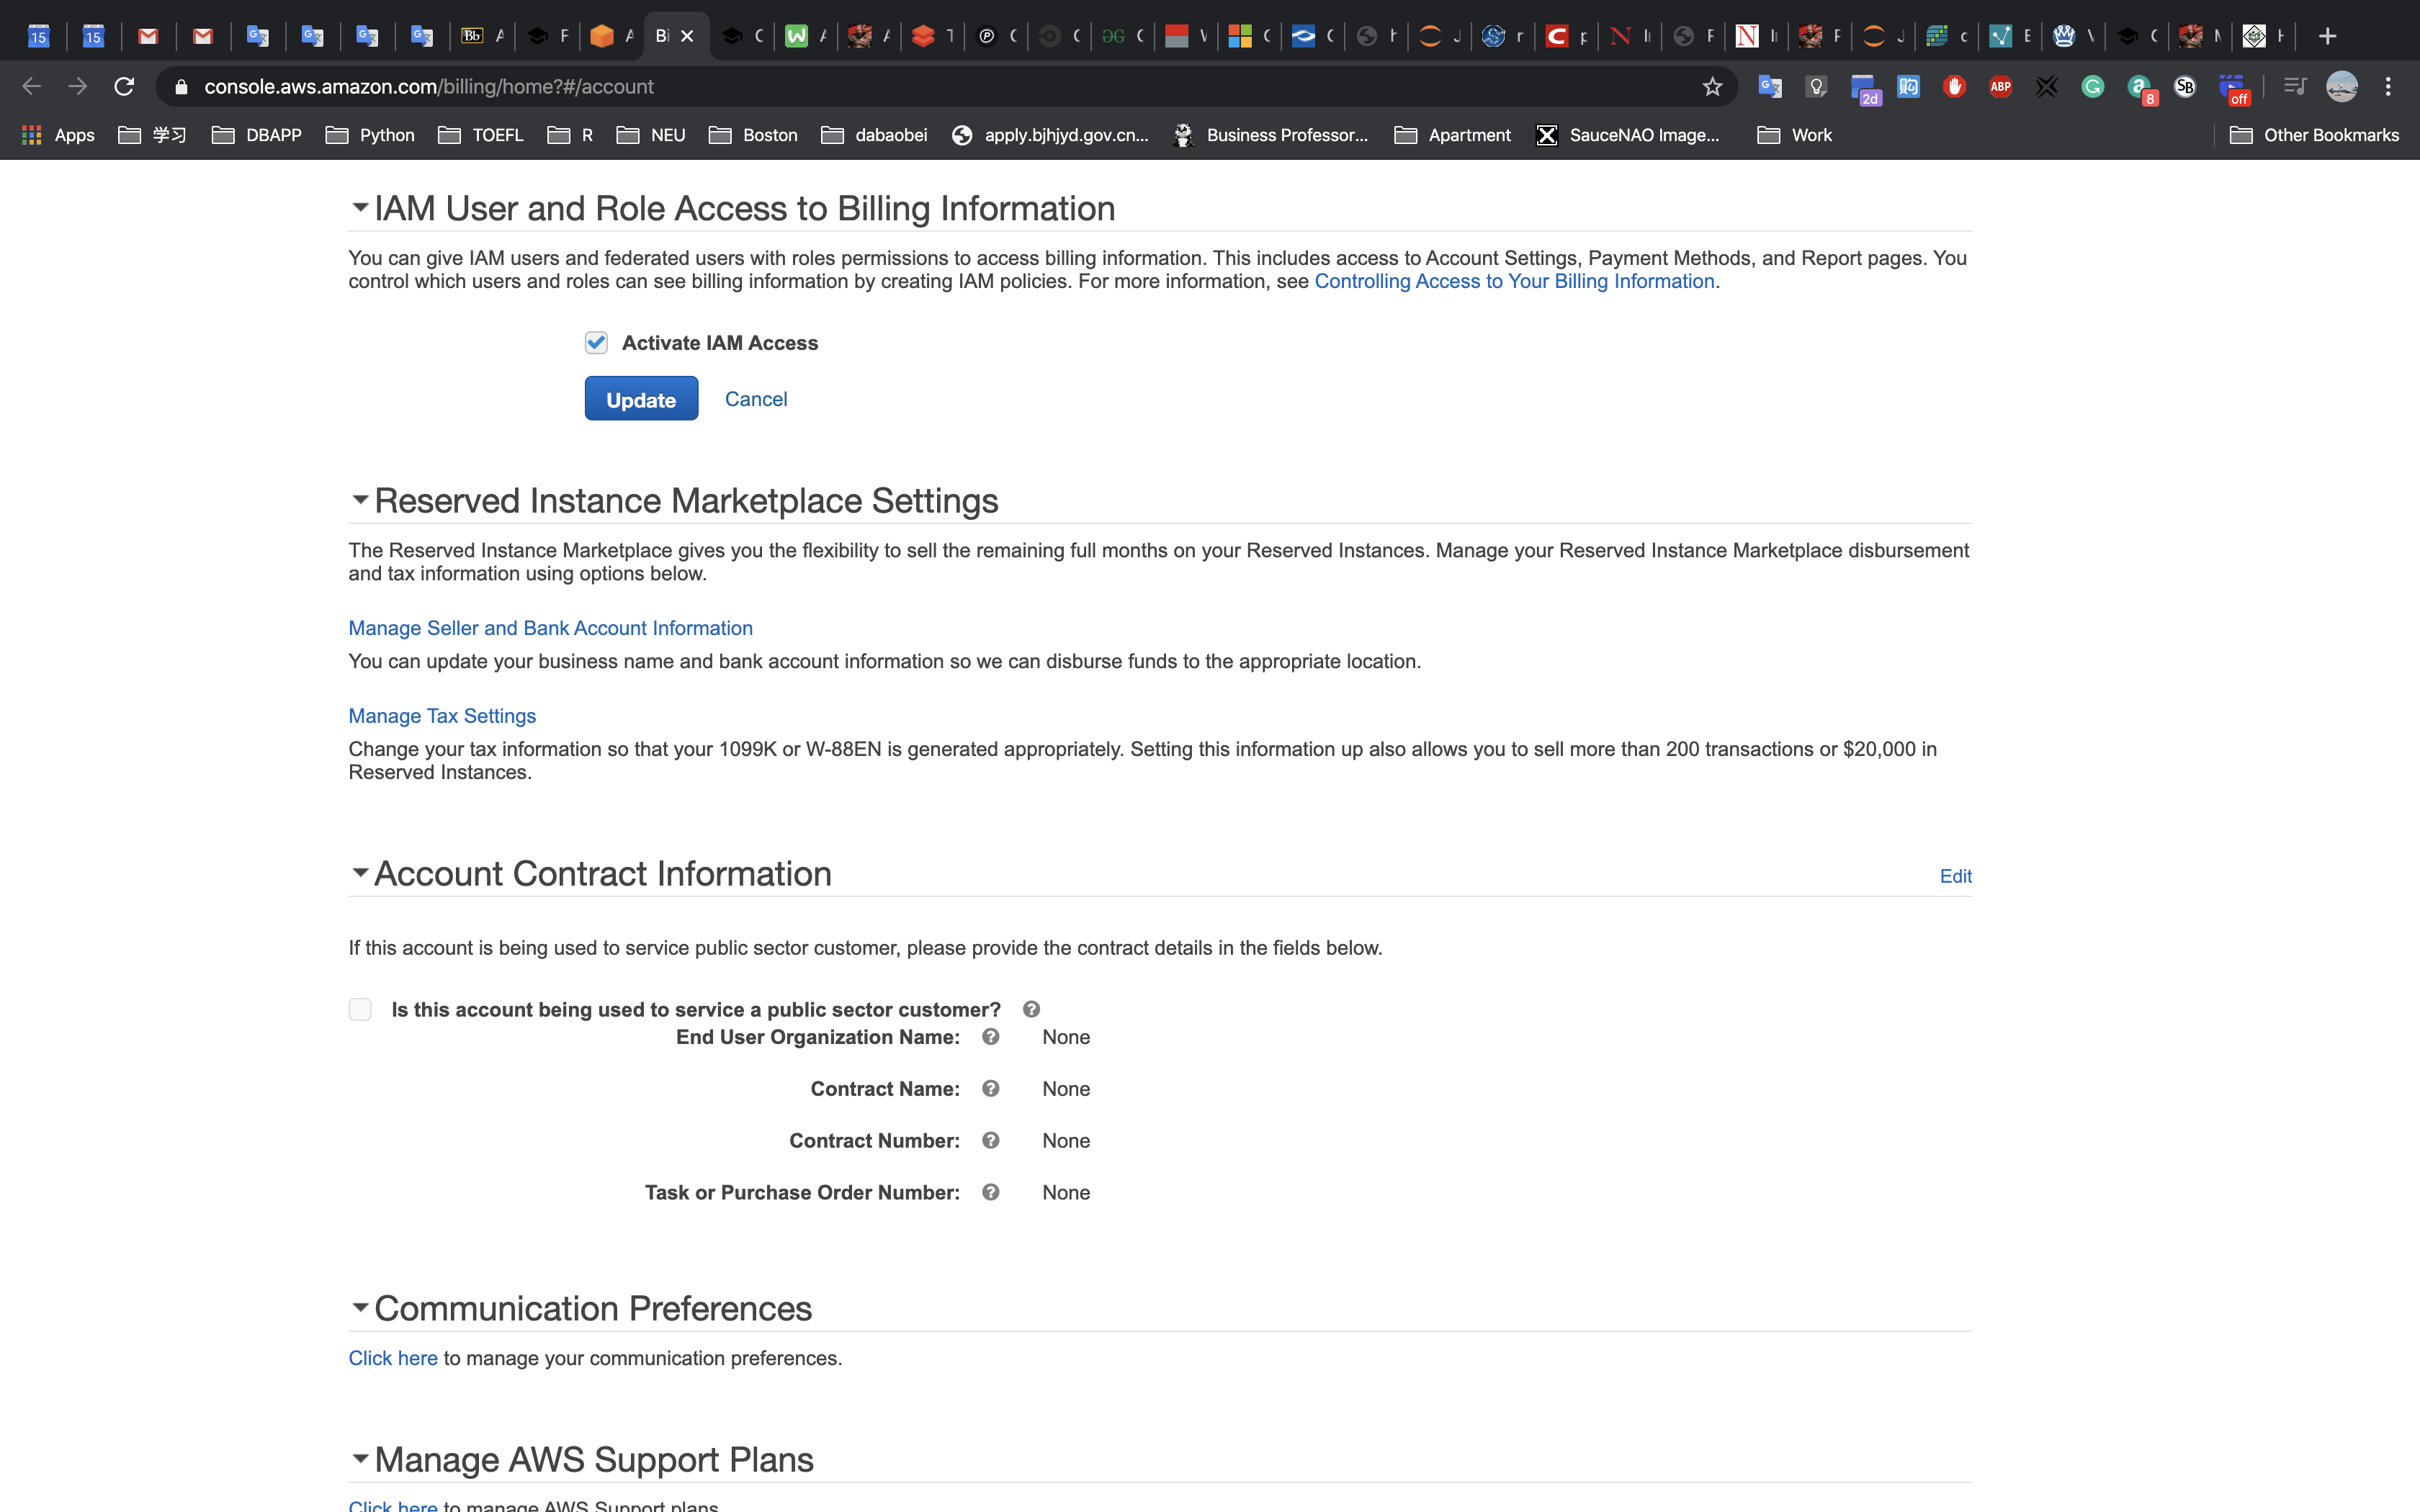 15
15
Bb
A
F
A
Bi
console.aws.amazon.com/billing/home?#/account
2d
ABP
8
SB
off
Apps
学习
DBAPP
Python
TOEFL
R
NEU
Boston
dabaobei
apply.bjhjyd.gov.cn...
Business Professor...
Apartment
SauceNAO Image...
Work
Other Bookmarks
IAM User and Role Access to Billing Information
You can give IAM users and federated users with roles permissions to access billing information. This includes access to Account Settings, Payment Methods, and Report pages. You
control which users and roles can see billing information by creating IAM policies. For more information, see Controlling Access to Your Billing Information.
Activate IAM Access
Update
Cancel
Reserved Instance Marketplace Settings
The Reserved Instance Marketplace gives you the flexibility to sell the remaining full months on your Reserved Instances. Manage your Reserved Instance Marketplace disbursement
and tax information using options below.
Manage Seller and Bank Account Information
You can update your business name and bank account information so we can disburse funds to the appropriate location.
Manage Tax Settings
Change your tax information so that your 1099K or W-88EN is generated appropriately. Setting this information up also allows you to sell more than 200 transactions or $20,000 in
Reserved Instances.
Account Contract Information
Edit
If this account is being used to service public sector customer, please provide the contract details in the fields below.
Is this account being used to service a public sector customer?
End User Organization Name: None
Contract Name: None
Contract Number: None
Task or Purchase Order Number: None
Communication Preferences
Click here to manage your communication preferences.
Manage AWS Support Plans
Click here to manage AWS Support plans